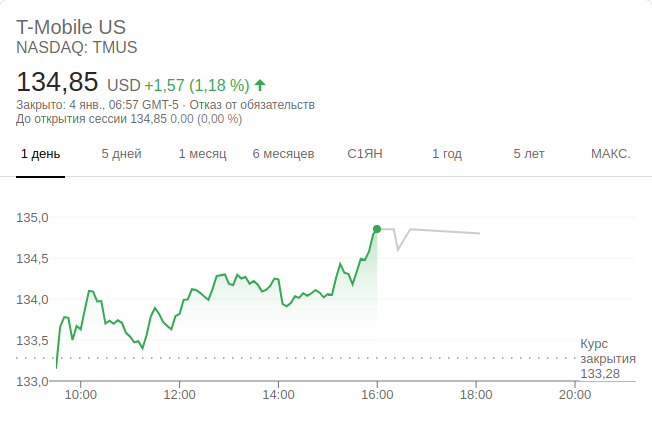 T-Mobile US
NASDAQ: TMUS
134,85 USD +1,57 (1,18 %)
Закрыто: 4 янв., 06:57 GMT-5 · Отказ от обязательств
До открытия сессии 134,85 0,00 (0,00 %)
1 день 5 дней 1 месяц 6 месяцев С1ЯН 1 год 5 лет МАКС.
135,0
134,5
134,0
133,5
133,0
Курс
закрытия
133,28
10:00 12:00 14:00 16:00 18:00 20:00